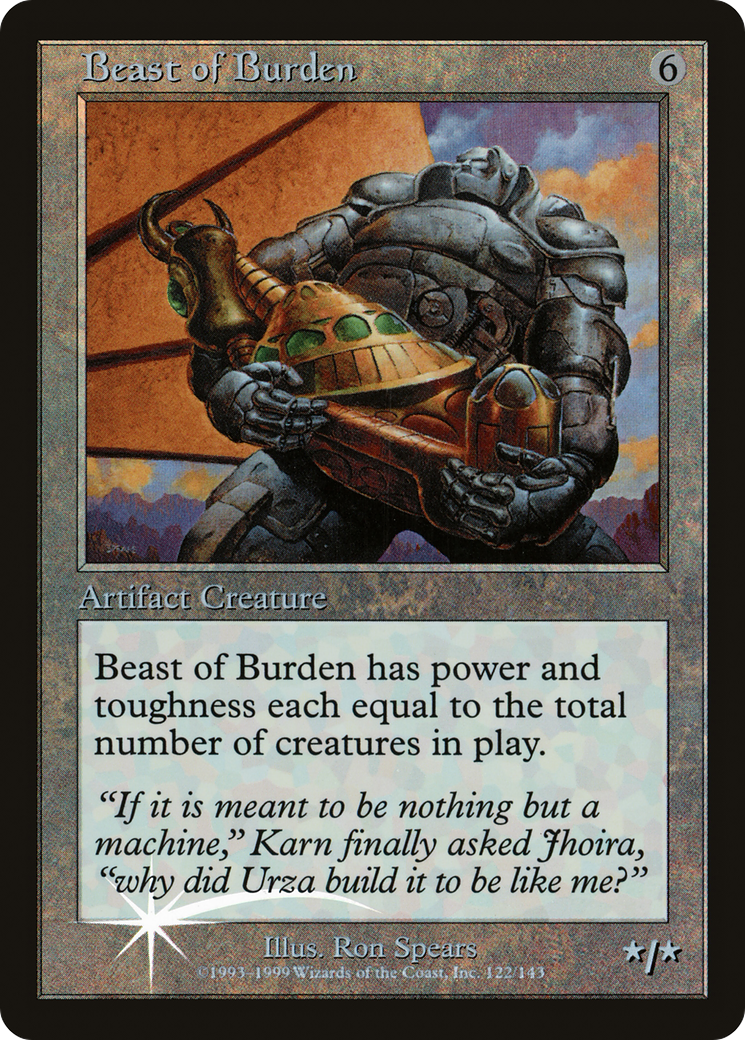 Beast of Burden
6
SPEARS
Artifact Creature
Beast of Burden has power and
toughness each equal to the total
number of creatures in play.
“If it is meant to be nothing but a
machine,” Karn finally asked Jhoira,
“why did Urza build it to be like me?”
Illus. Ron Spears
★/★
©1993-1999 Wizards of the Coast, Inc. 122/143